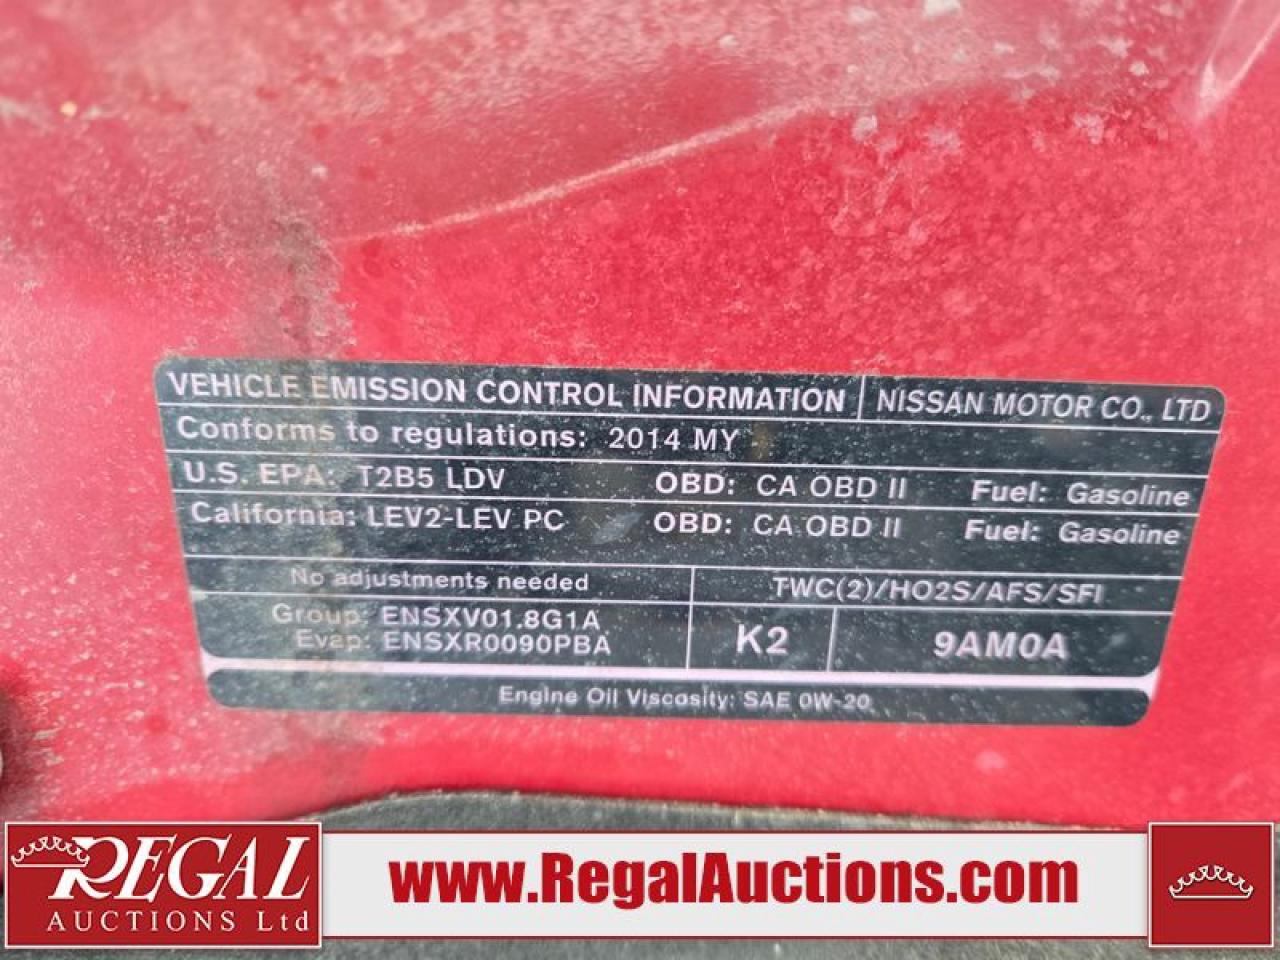 VEHICLE EMISSION CONTROL INFORMATION NISSAN MOTOR CO., LTD
Conforms to regulations: 2014 MY
U.S. EPA: T2B5 LDV OBD: CA OBD II Fuel: Gasoline
California: LEV2-LEV PC OBD: CA OBD II Fuel: Gasoline
No adjustments needed TWC(2)/HO2S/AFS/SFI
Group: ENSXV01.8G1A
Evap: ENSXR0090PBA
K2 9AM0A
Engine Oil Viscosity: SAE 0W-20
REGAL
AUCTIONS Ltd
www.RegalAuctions.com